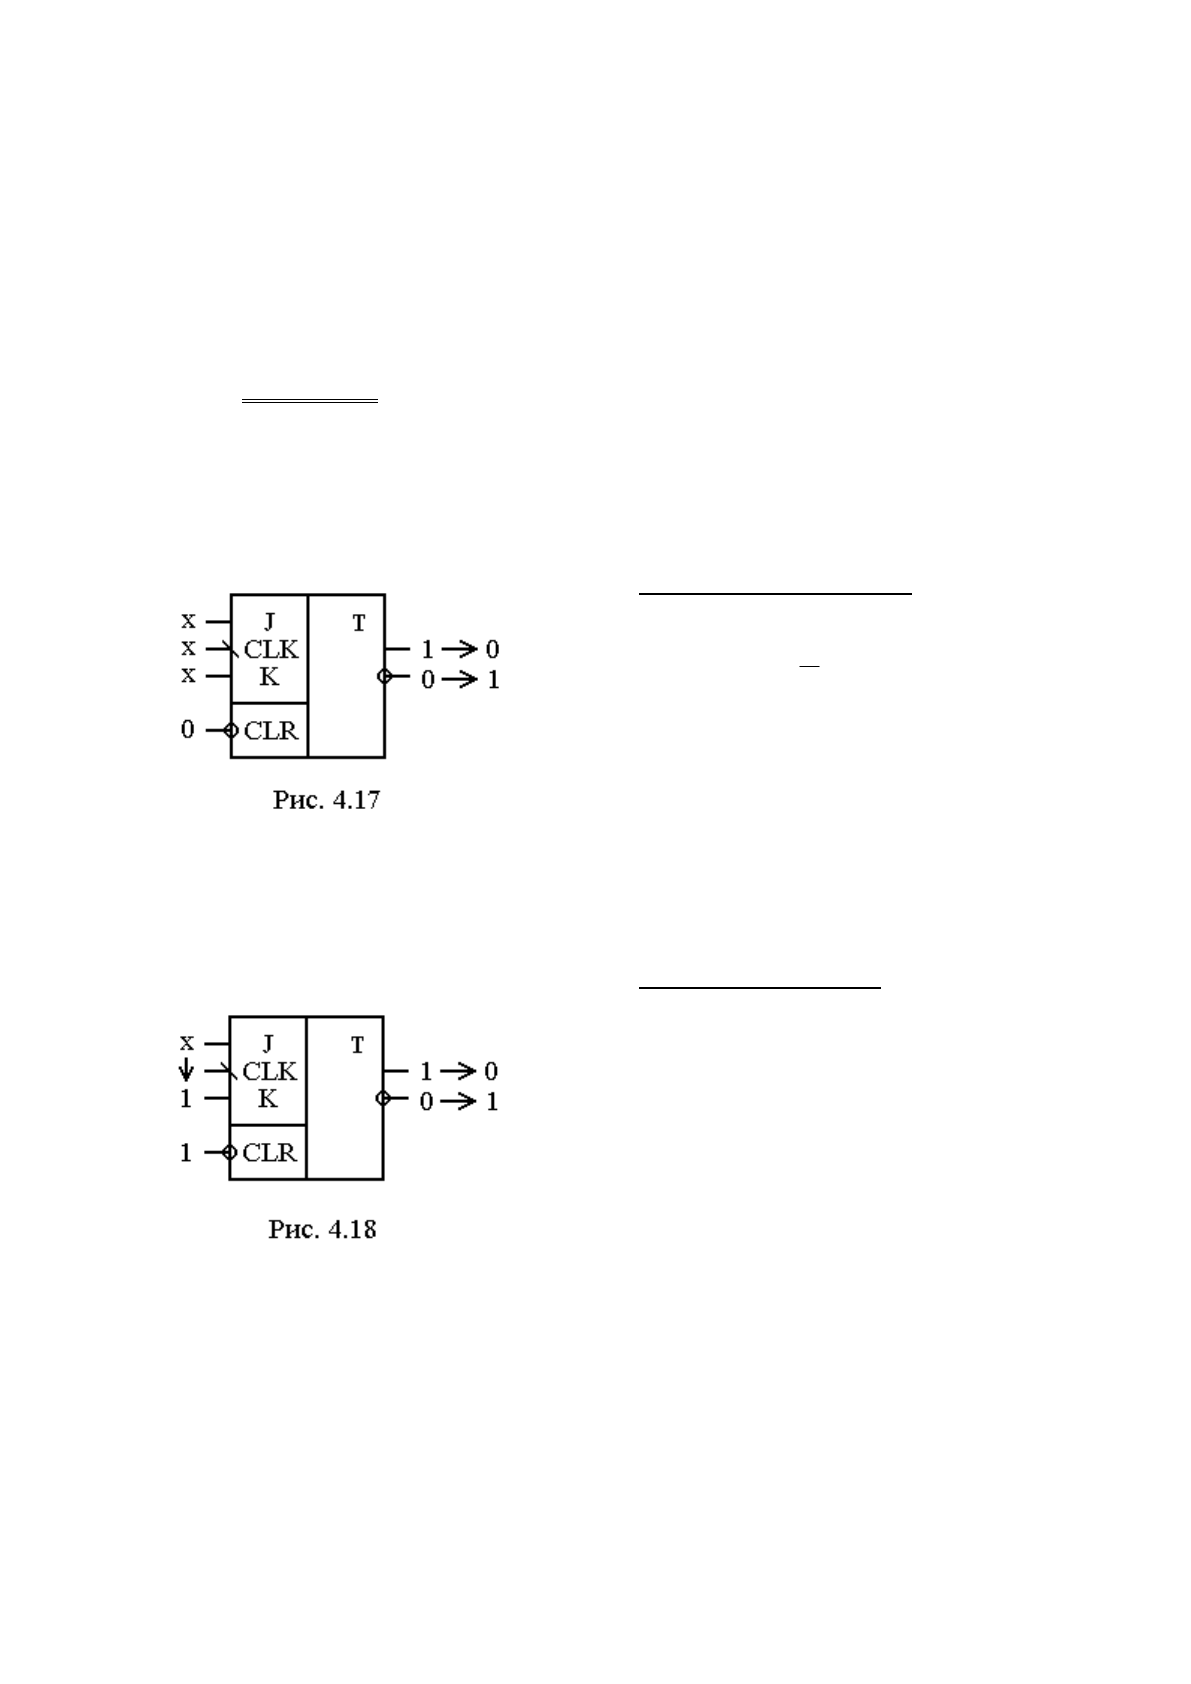 x J T
x CLK 1 → 0
x K 0 → 1
0 CLR
Рис. 4.17
x J T
↓ CLK 1 → 0
1 K 0 → 1
1 CLR
Рис. 4.18